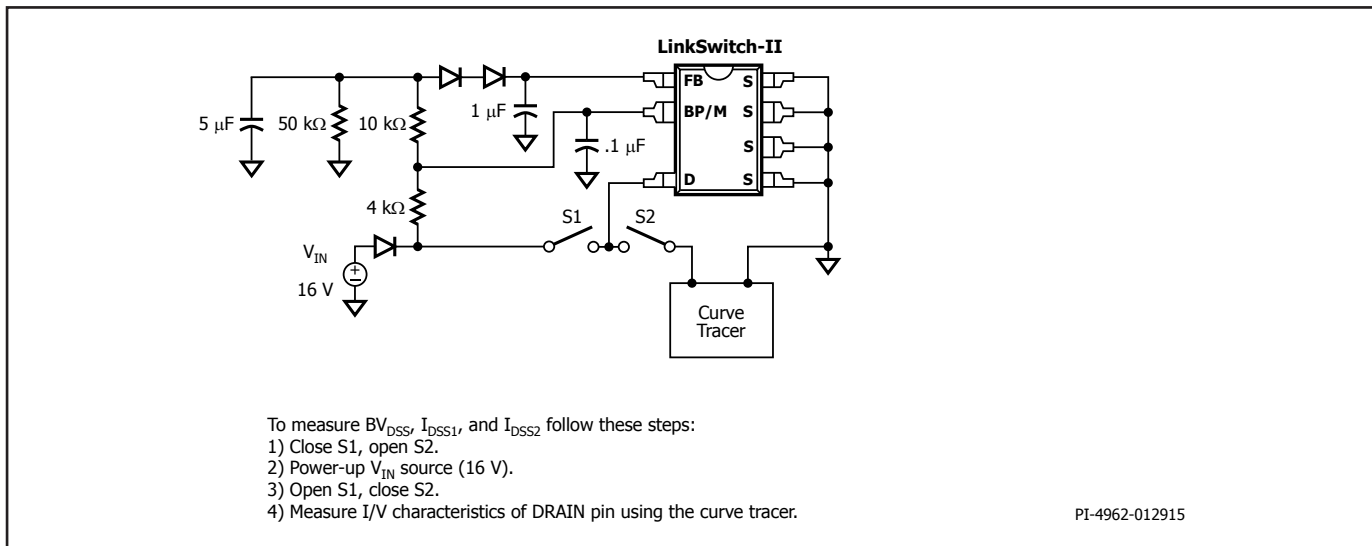 LinkSwitch-II
FB S
5 µF 50 kΩ 10 kΩ 1 µF BP/M S
.1 µF S
D S
4 kΩ
S1 S2
V_IN
16 V
Curve
Tracer
To measure BV_DSS, I_DSS1, and I_DSS2 follow these steps:
1) Close S1, open S2.
2) Power-up V_IN source (16 V).
3) Open S1, close S2.
4) Measure I/V characteristics of DRAIN pin using the curve tracer.
PI-4962-012915